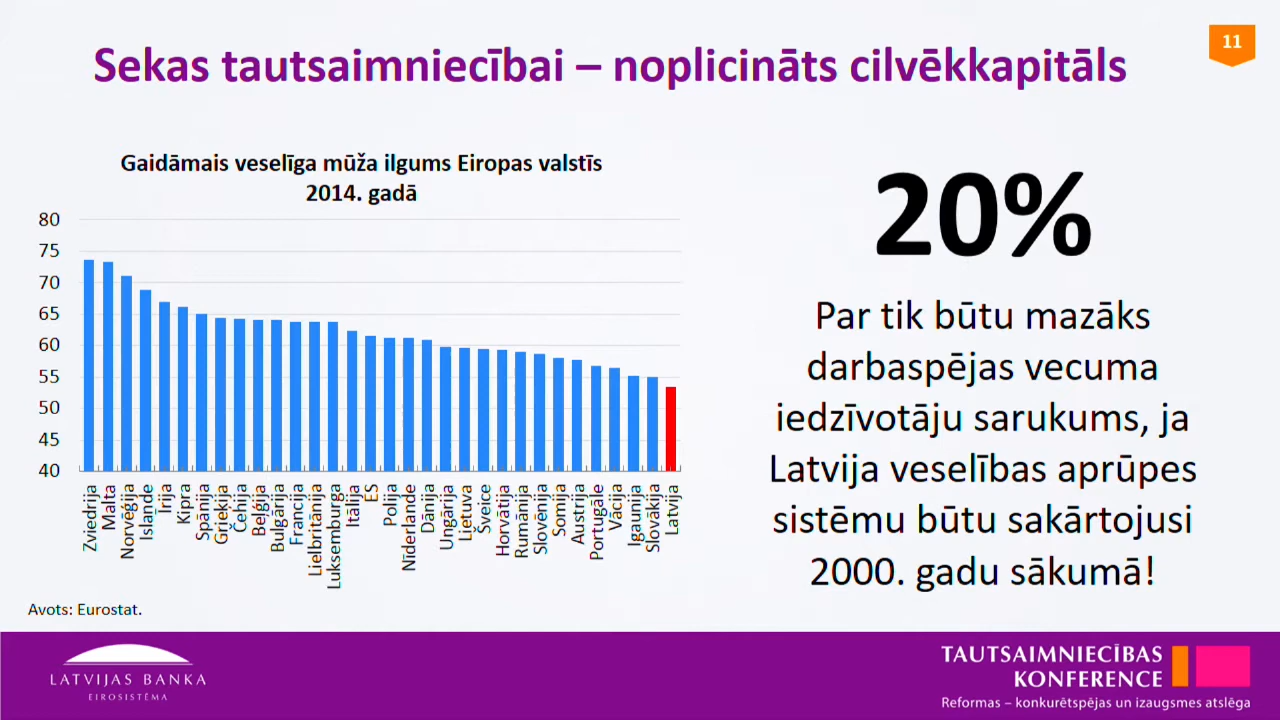 11
Sekas tautsaimniecībai – noplicināts cilvēkkapitāls
Gaidāmais veselīga mūža ilgums Eiropas valstīs
2014. gadā
80
75
70
65
60
55
50
45
40
Zviedrija
Malta
Norvēģija
Islande
Īrija
Kipra
Spānija
Grieķija
Čehija
Beļģija
Bulgārija
Francija
Lielbritānija
Luksemburga
Itālija
ES
Polija
Nīderlande
Dānija
Ungārija
Lietuva
Šveice
Horvātija
Rumānija
Slovēnija
Somija
Austrija
Portugāle
Vācija
Igaunija
Slovākija
Latvija
Avots: Eurostat.
20%
Par tik būtu mazāks
darbaspējas vecuma
iedzīvotāju sarukums, ja
Latvija veselības aprūpes
sistēmu būtu sakārtojusi
2000. gadu sākumā!
LATVIJAS BANKA
EIROSISTĒMA
TAUTSAIMNIECĪBAS
KONFERENCE
Reformas – konkurētspējas un izaugsmes atslēga